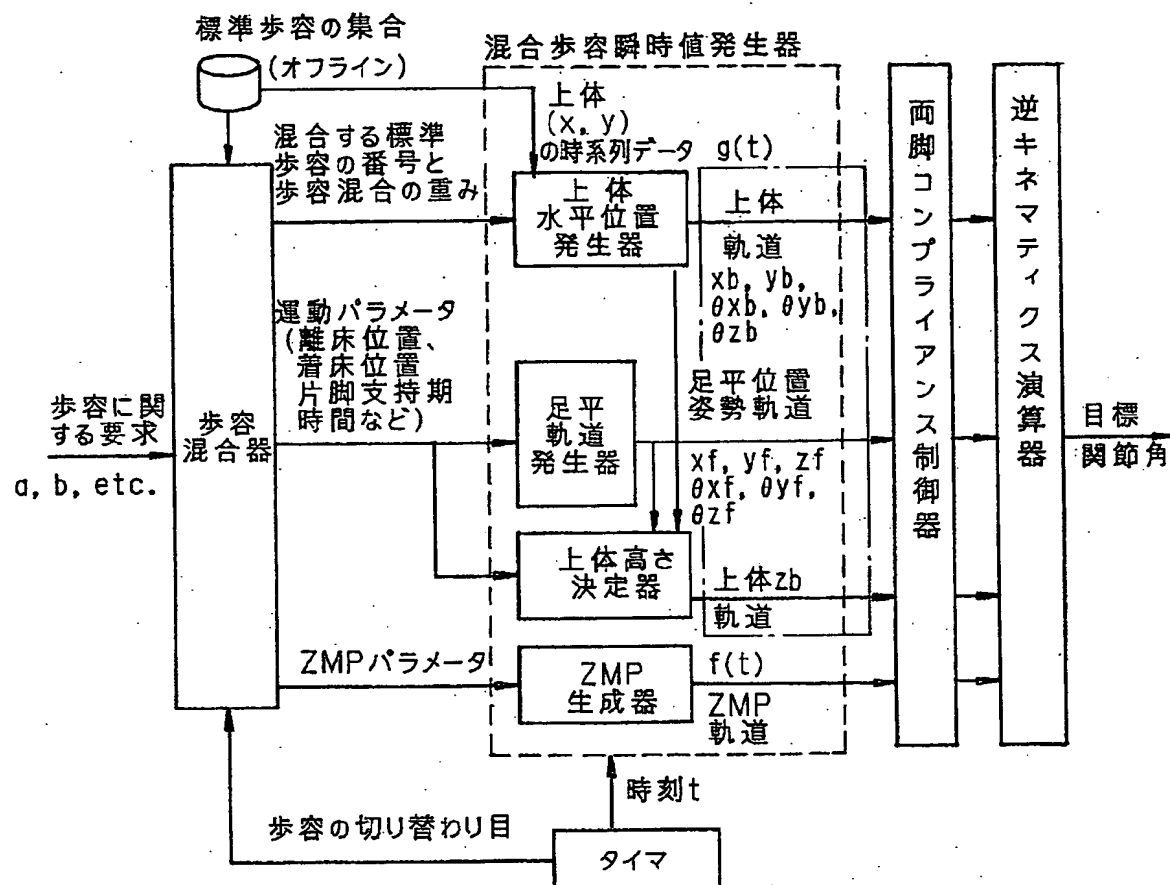 標準歩容の集合
(オフライン)
混合歩容瞬時値発生器
上体
(x, y)
の時系列データ
g(t)
混合する標準
歩容の番号と
歩容混合の重み
上体
水平位置
発生器
上体
軌道
xb, yb,
θxb, θyb,
θzb
運動パラメータ
(離床位置、
着床位置
片脚支持期
時間など)
足平
軌道
発生器
足平位置
姿勢軌道
xf, yf, zf
θxf, θyf,
θzf
歩容に関
する要求
a, b, etc.
歩容
混合器
上体高さ
決定器
上体zb
軌道
ZMPパラメータ
ZMP
生成器
f(t)
ZMP
軌道
両脚コンプライアンス制御器
逆キネマティクス演算器
目標
関節角
時刻t
歩容の切り替わり目
タイマ